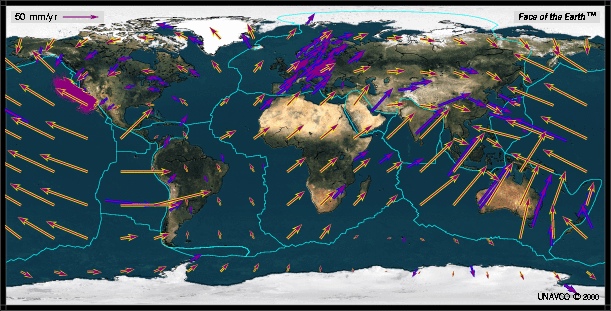 50 mm/yr
Face of the Earth™
UNAVCO © 2000